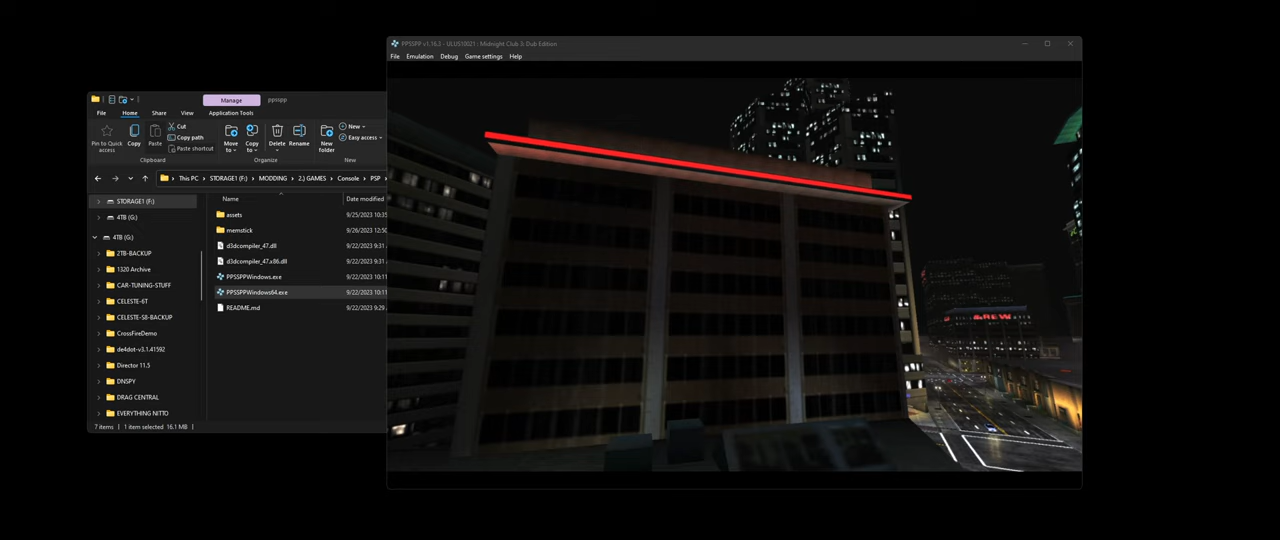 PPSSPP v1.16.3 - ULUS10021 : Midnight Club 3: Dub Edition
File Emulation Debug Game settings Help
Manage ppsspp
File Home Share View Application Tools
Pin to Quick access
Copy
Paste
Cut
Copy path
Paste shortcut
Move to
Copy to
Delete
Rename
New folder
New
Easy access
Clipboard Organize New
This PC STORAGE1 (F:) MODDING 2.) GAMES Console PSP
Name Date modified
STORAGE1 (F:)
4TB (G:)
4TB (G:)
2TB-BACKUP
1320 Archive
CAR-TUNING-STUFF
CELESTE-6T
CELESTE-S8-BACKUP
CrossFireDemo
de4dot-v3.1.41592
Director 11.5
DNSPY
DRAG CENTRAL
EVERYTHING NITTO
assets 9/25/2023 10:35
memstick 9/26/2023 12:50
d3dcompiler_47.dll 9/22/2023 9:31
d3dcompiler_47.x86.dll 9/22/2023 9:31
PPSSPPWindows.exe 9/22/2023 10:11
PPSSPPWindows64.exe 9/22/2023 10:11
README.md 9/22/2023 9:29
7 items 1 item selected 16.1 MB